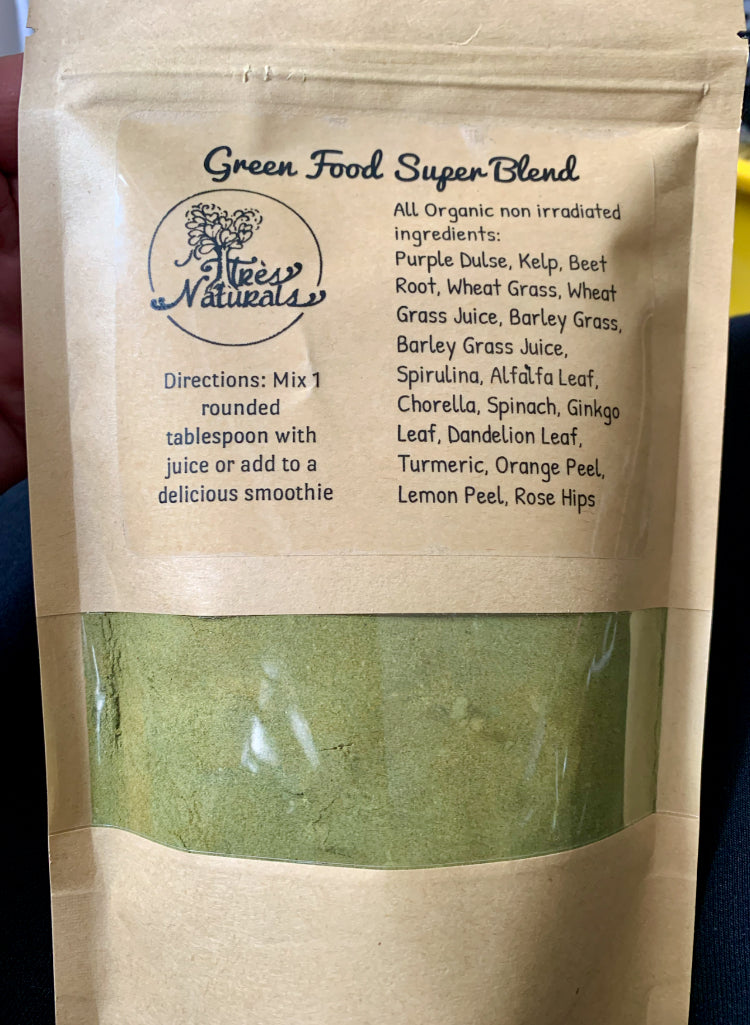 Green Food Super Blend
Très
Naturals
Directions: Mix 1
rounded
tablespoon with
juice or add to a
delicious smoothie
All Organic non irradiated
ingredients:
Purple Dulse, Kelp, Beet
Root, Wheat Grass, Wheat
Grass Juice, Barley Grass,
Barley Grass Juice,
Spirulina, Alfalfa Leaf,
Chorella, Spinach, Ginkgo
Leaf, Dandelion Leaf,
Turmeric, Orange Peel,
Lemon Peel, Rose Hips